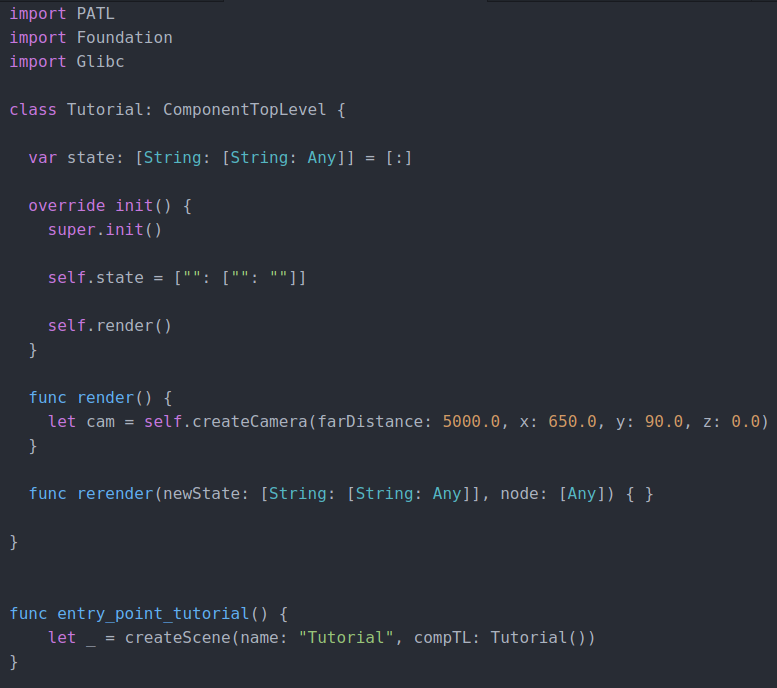 import PATL
import Foundation
import Glibc
class Tutorial: ComponentTopLevel {
var state: [String: [String: Any]] = [:]
override init() {
super.init()
self.state = ["": ["": ""]]
self.render()
}
func render() {
let cam = self.createCamera(farDistance: 5000.0, x: 650.0, y: 90.0, z: 0.0)
}
func rerender(newState: [String: [String: Any]], node: [Any]) { }
}
func entry_point_tutorial() {
let _ = createScene(name: "Tutorial", compTL: Tutorial())
}